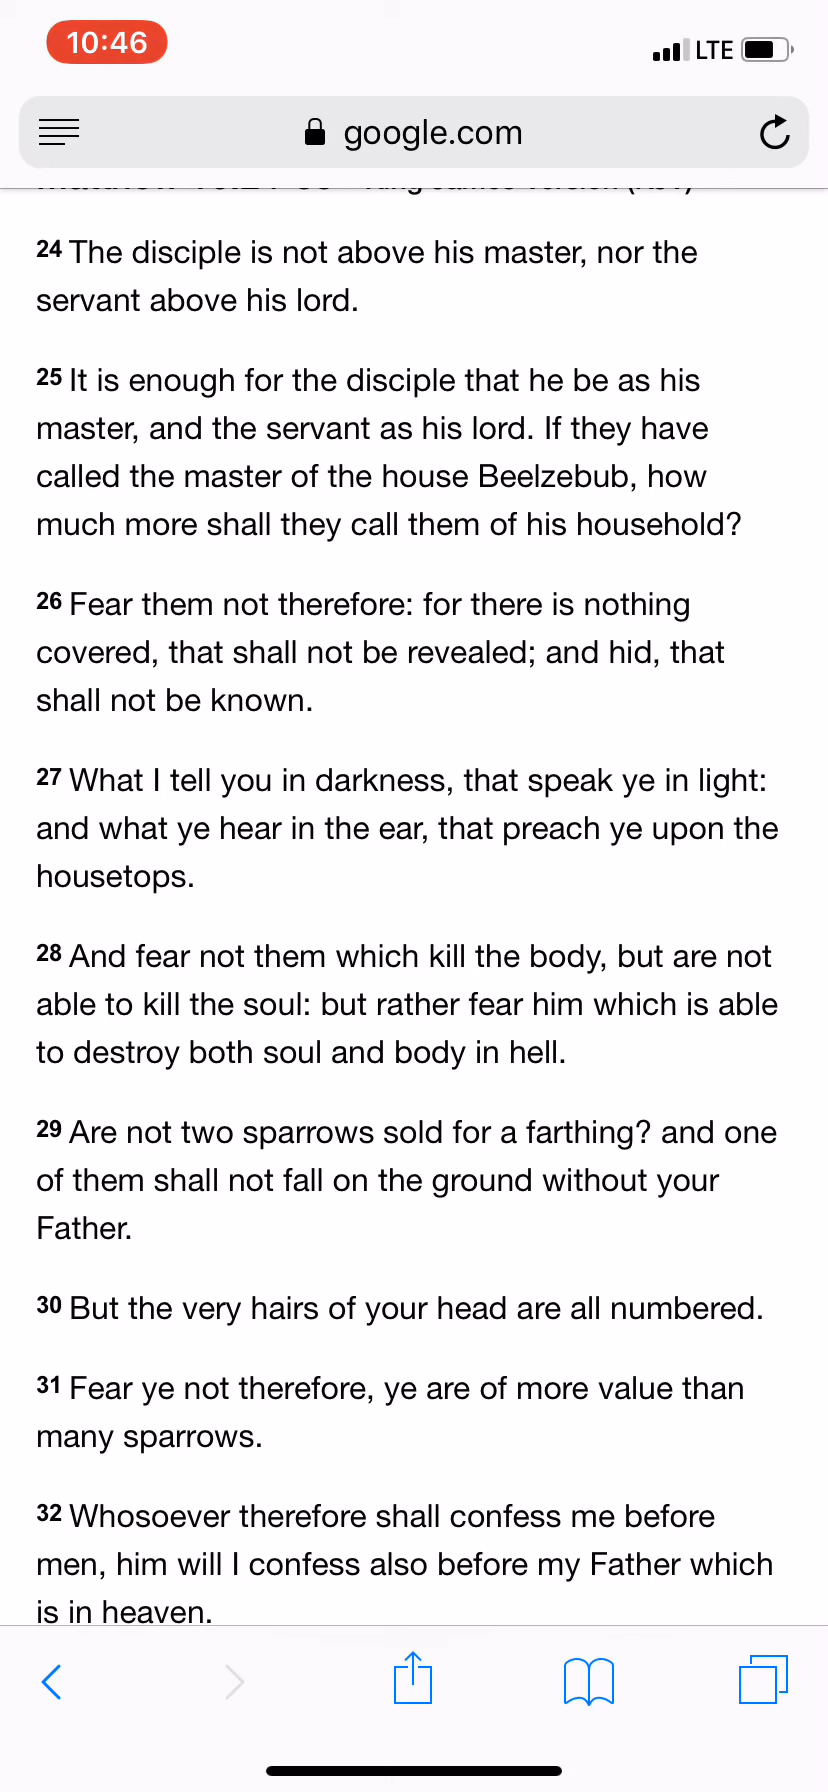 10:46
LTE
google.com
24 The disciple is not above his master, nor the
servant above his lord.
25 It is enough for the disciple that he be as his
master, and the servant as his lord. If they have
called the master of the house Beelzebub, how
much more shall they call them of his household?
26 Fear them not therefore: for there is nothing
covered, that shall not be revealed; and hid, that
shall not be known.
27 What I tell you in darkness, that speak ye in light:
and what ye hear in the ear, that preach ye upon the
housetops.
28 And fear not them which kill the body, but are not
able to kill the soul: but rather fear him which is able
to destroy both soul and body in hell.
29 Are not two sparrows sold for a farthing? and one
of them shall not fall on the ground without your
Father.
30 But the very hairs of your head are all numbered.
31 Fear ye not therefore, ye are of more value than
many sparrows.
32 Whosoever therefore shall confess me before
men, him will I confess also before my Father which
is in heaven.